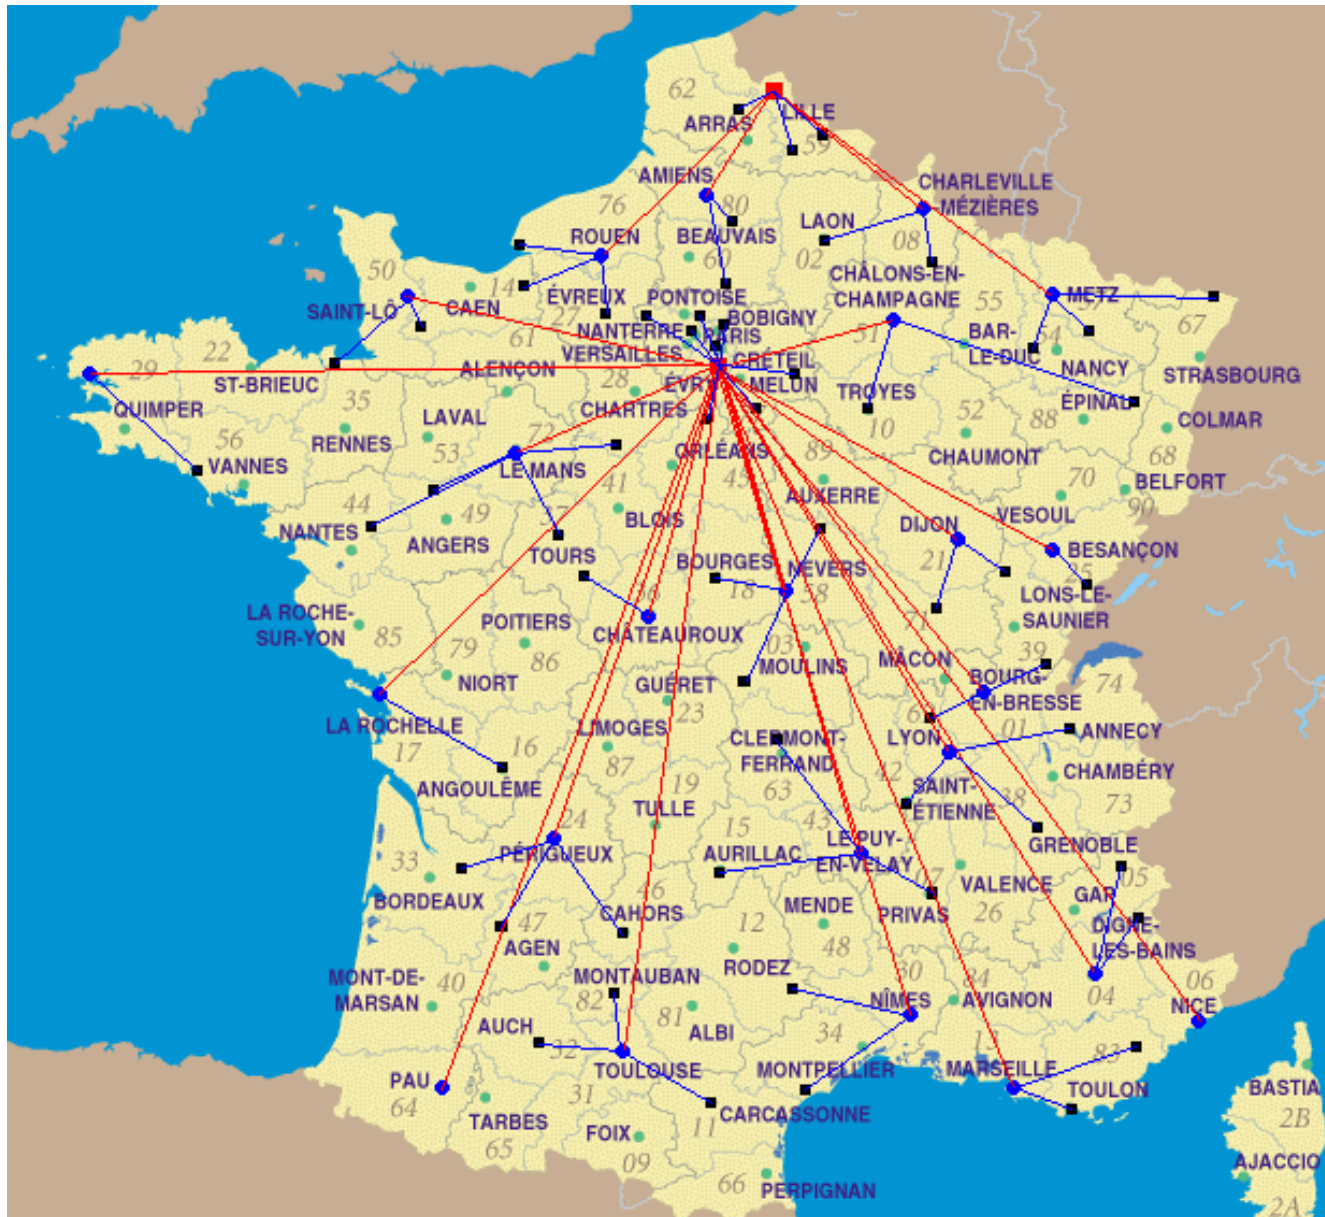 62
LILLE
ARRAS
59
AMIENS
CHARLEVILLE
-MÉZIÈRES
76
80
LAON
ROUEN
BEAUVAIS
08
60
02
CHÂLONS-EN-
CHAMPAGNE
50
14
ÉVREUX
PONTOISE
55
METZ
57
SAINT-LÔ
CAEN
27
BOBIGNY
67
NANTERRE
PARIS
51
BAR-
LE-DUC
54
NANCY
61
VERSAILLES
CRÉTEIL
STRASBOURG
22
29
ST-BRIEUC
ALENÇON
28
ÉVRY
MELUN
TROYES
ÉPINAL
QUIMPER
35
LAVAL
CHARTRES
10
52
88
COLMAR
56
RENNES
53
72
ORLÉANS
89
CHAUMONT
68
VANNES
LE MANS
45
70
BELFORT
44
41
AUXERRE
90
NANTES
49
37
BLOIS
DIJON
VESOUL
ANGERS
TOURS
BOURGES
NEVERS
21
BESANÇON
18
58
25
LA ROCHE-
SUR-YON
85
79
POITIERS
36
CHÂTEAUROUX
71
LONS-LE-
SAUNIER
86
03
MOULINS
MÂCON
39
NIORT
GUÉRET
BOURG-
EN-BRESSE
74
LA ROCHELLE
23
69
LIMOGES
CLERMONT-
FERRAND
LYON
01
ANNECY
17
16
87
42
CHAMBÉRY
ANGOULÊME
19
63
SAINT-
ÉTIENNE
38
73
TULLE
24
15
43
GRENOBLE
PÉRIGUEUX
AURILLAC
LE PUY-
EN-VELAY
33
07
VALENCE
05
BORDEAUX
46
CAHORS
MENDE
PRIVAS
26
GAP
47
12
48
DIGNE-
LES-BAINS
AGEN
RODEZ
MONT-DE-
MARSAN
40
MONTAUBAN
30
84
06
82
NÎMES
AVIGNON
04
NICE
AUCH
81
ALBI
34
13
83
32
TOULOUSE
MONTPELLIER
MARSEILLE
PAU
64
31
TOULON
BASTIA
TARBES
CARCASSONNE
2B
65
FOIX
11
09
AJACCIO
66
PERPIGNAN
2A